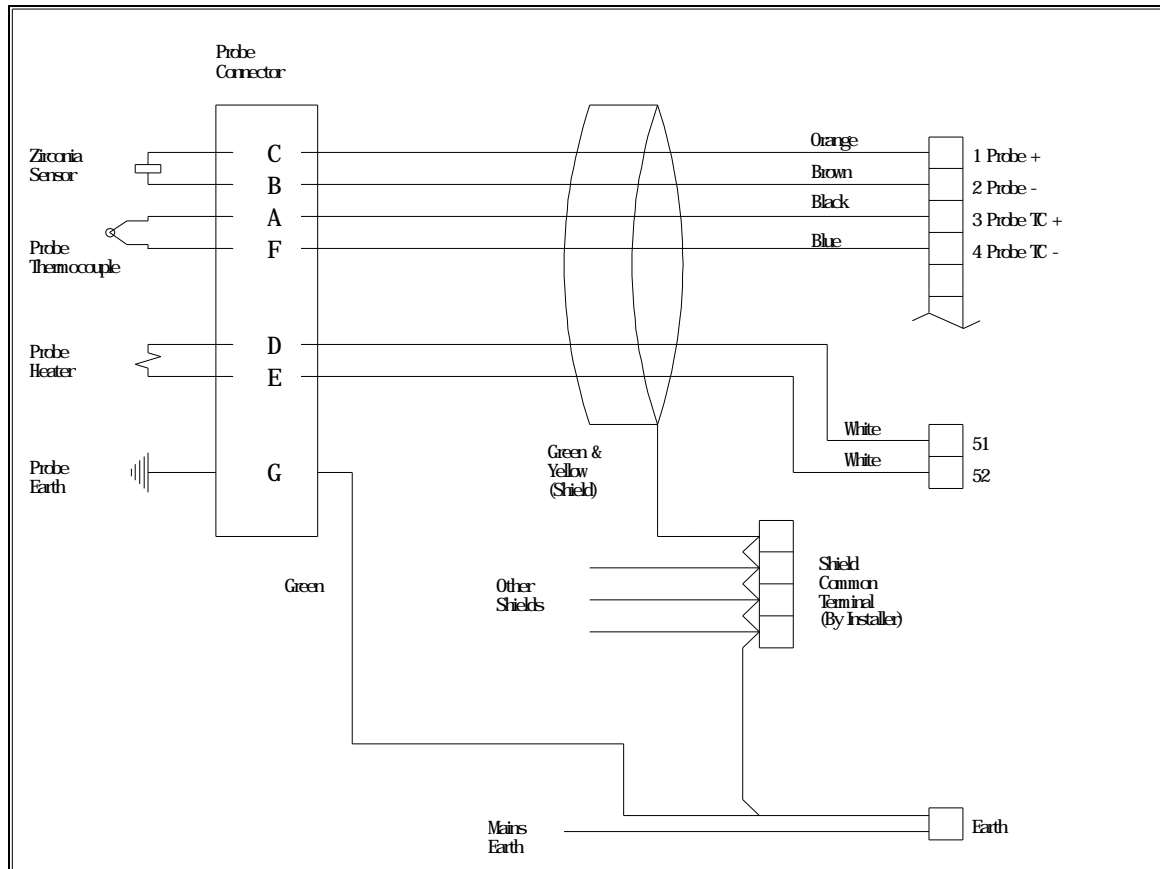 Probe
Connector
Zirconia
Sensor
C
Orange
1 Probe +
B
Brown
2 Probe -
A
Black
3 Probe TC +
Probe
Thermocouple
F
Blue
4 Probe TC -
Probe
Heater
D
E
White
51
White
52
Probe
Earth
G
Green &
Yellow
(Shield)
Green
Other
Shields
Shield
Common
Terminal
(By Installer)
Mains
Earth
Earth